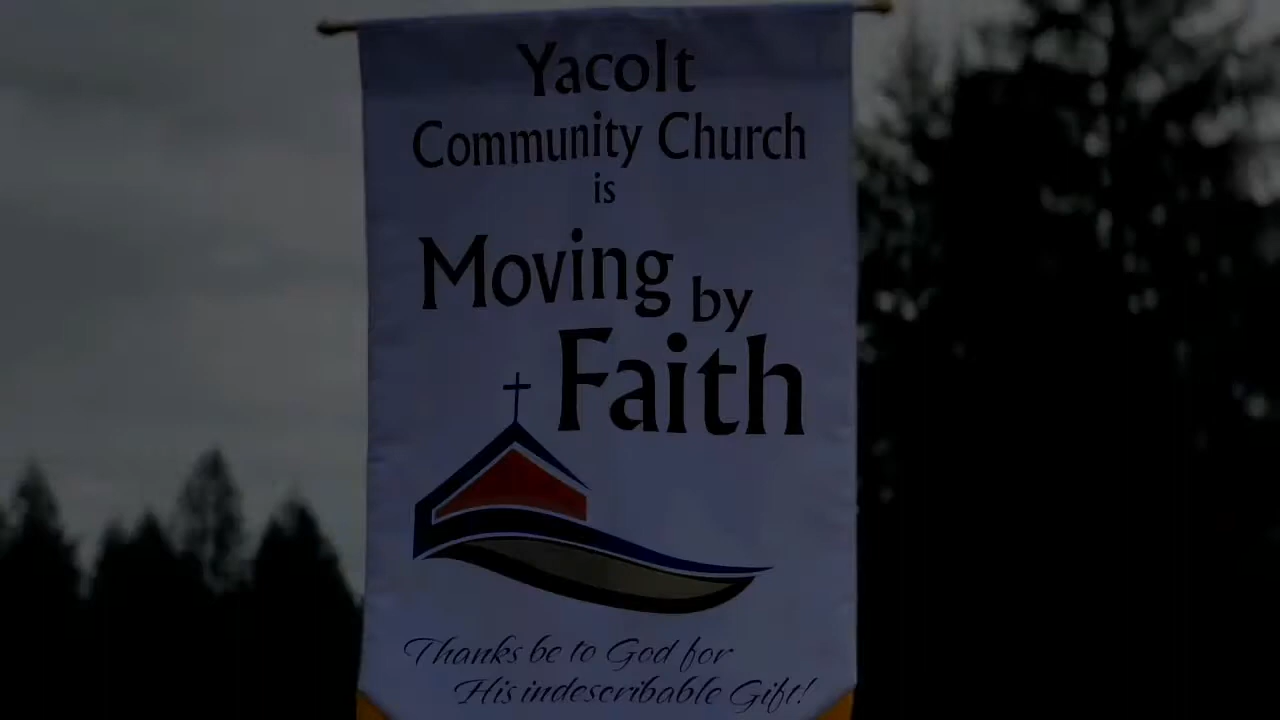 Yacolt
Community Church
is
Moving by
Faith
Thanks be to God for
His indescribable Gift!